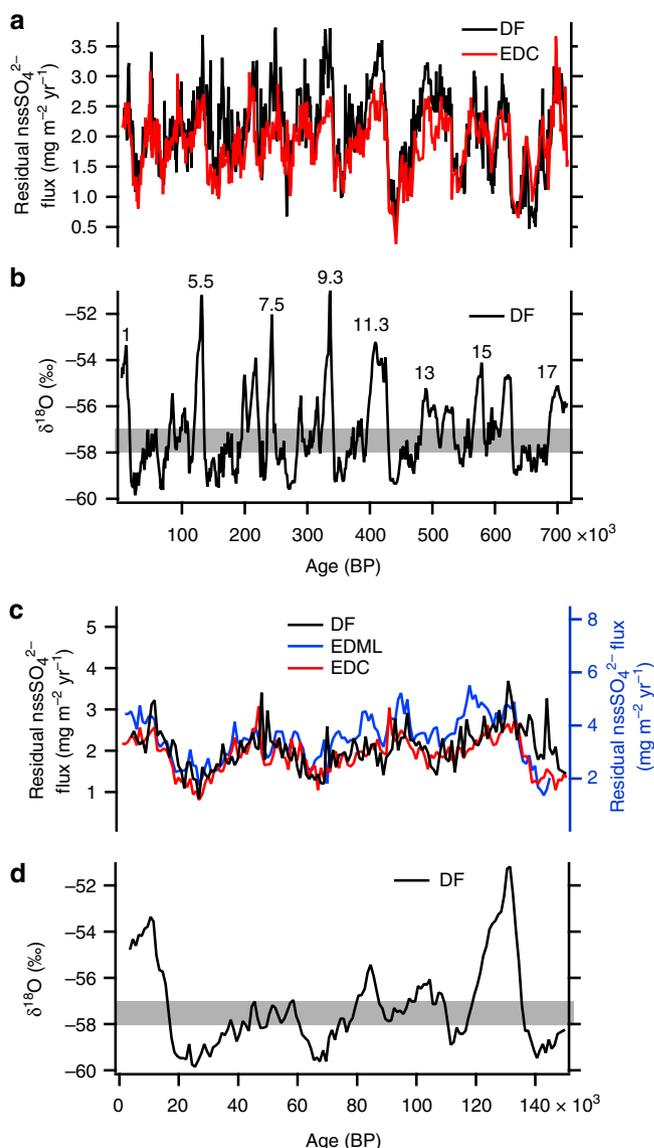 a
Residual nssSO₄²⁻
flux (mg m⁻² yr⁻¹)
3.5
3.0
2.5
2.0
1.5
1.0
0.5
DF
EDC
b
δ¹⁸O (‰)
−52
−54
−56
−58
−60
1
5.5
7.5
9.3
11.3
13
15
17
DF
100 200 300 400 500 600 700 ×10³
Age (BP)
c
Residual nssSO₄²⁻
flux (mg m⁻² yr⁻¹)
5
4
3
2
1
DF
EDML
EDC
8
6
4
2
Residual nssSO₄²⁻ flux
(mg m⁻² yr⁻¹)
d
δ¹⁸O (‰)
−52
−54
−56
−58
−60
DF
0 20 40 60 80 100 120 140 × 10³
Age (BP)